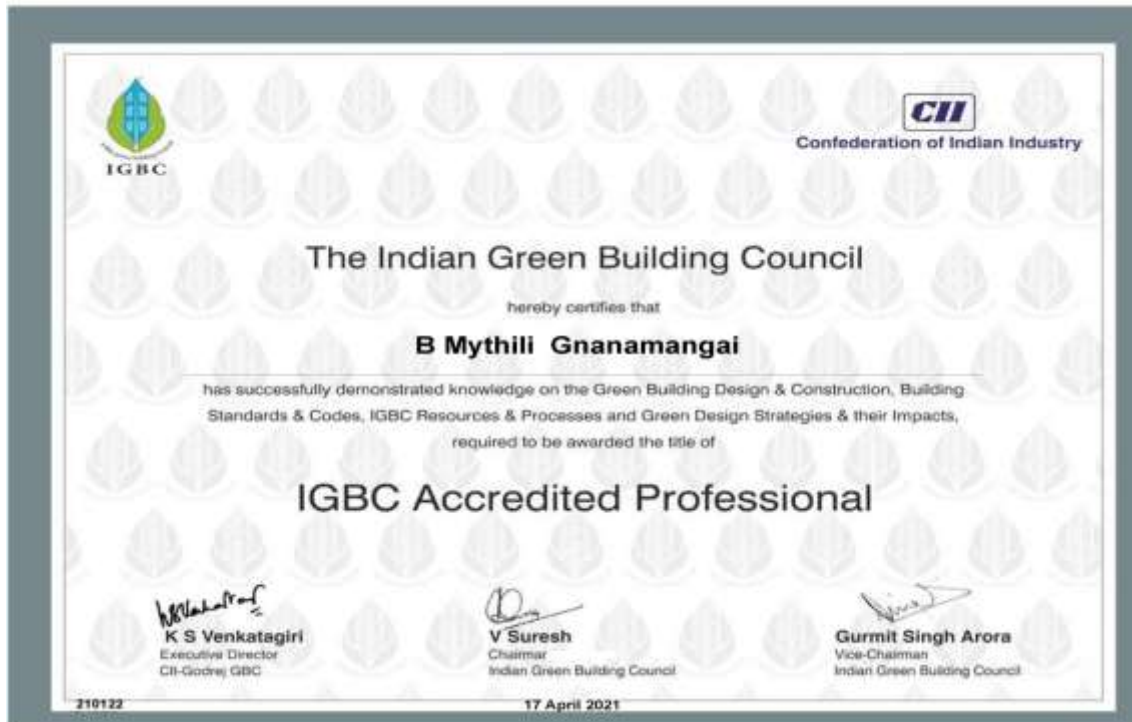 IGBC
CII
Confederation of Indian Industry
The Indian Green Building Council
hereby certifies that
B Mythili Gnanamangai
has successfully demonstrated knowledge on the Green Building Design & Construction, Building
Standards & Codes, IGBC Resources & Processes and Green Design Strategies & their Impacts,
required to be awarded the title of
IGBC Accredited Professional
K S Venkatagiri
Executive Director
CII-Godrej GBC
V Suresh
Chairman
Indian Green Building Council
Gurmit Singh Arora
Vice-Chairman
Indian Green Building Council
210122
17 April 2021